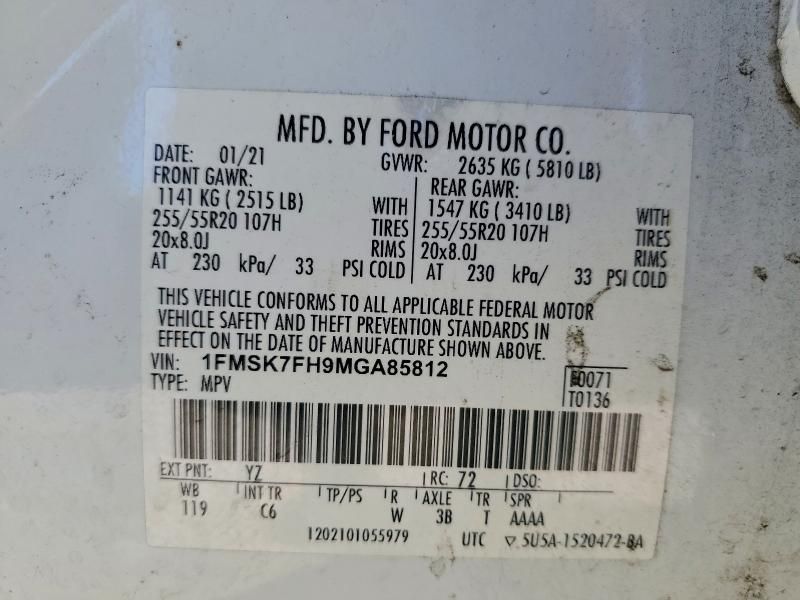 MFD. BY FORD MOTOR CO.
DATE: 01/21 GVWR: 2635 KG ( 5810 LB)
FRONT GAWR: REAR GAWR:
1141 KG ( 2515 LB) WITH 1547 KG ( 3410 LB) WITH
255/55R20 107H TIRES 255/55R20 107H TIRES
20x8.0J RIMS 20x8.0J RIMS
AT 230 kPa/ 33 PSI COLD AT 230 kPa/ 33 PSI COLD
THIS VEHICLE CONFORMS TO ALL APPLICABLE FEDERAL MOTOR
VEHICLE SAFETY AND THEFT PREVENTION STANDARDS IN
EFFECT ON THE DATE OF MANUFACTURE SHOWN ABOVE.
VIN: 1FMSK7FH9MGA85812
TYPE: MPV
T0136
EXT PNT: YZ RC: 72 DSO:
WB INT TR TP/PS R AXLE TR SPR
119 C6 W 3B T AAAA
1202101055979 UTC ▽ 5U5A-1520472-BA